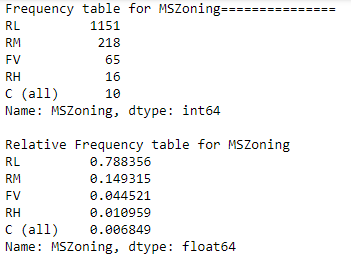 Frequency table for MSZoning===============
RL 1151
RM 218
FV 65
RH 16
C (all) 10
Name: MSZoning, dtype: int64
Relative Frequency table for MSZoning
RL 0.788356
RM 0.149315
FV 0.044521
RH 0.010959
C (all) 0.006849
Name: MSZoning, dtype: float64